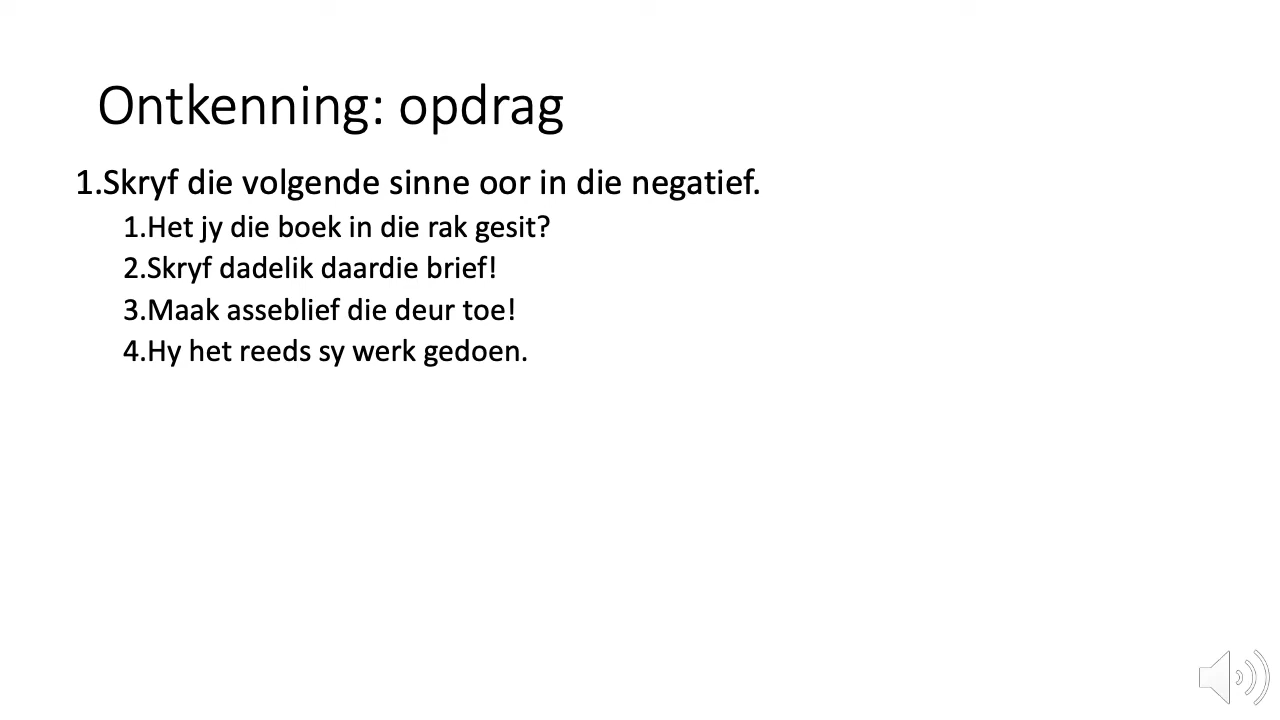 Ontkenning: opdrag
1.Skryf die volgende sinne oor in die negatief.
1.Het jy die boek in die rak gesit?
2.Skryf dadelik daardie brief!
3.Maak asseblief die deur toe!
4.Hy het reeds sy werk gedoen.